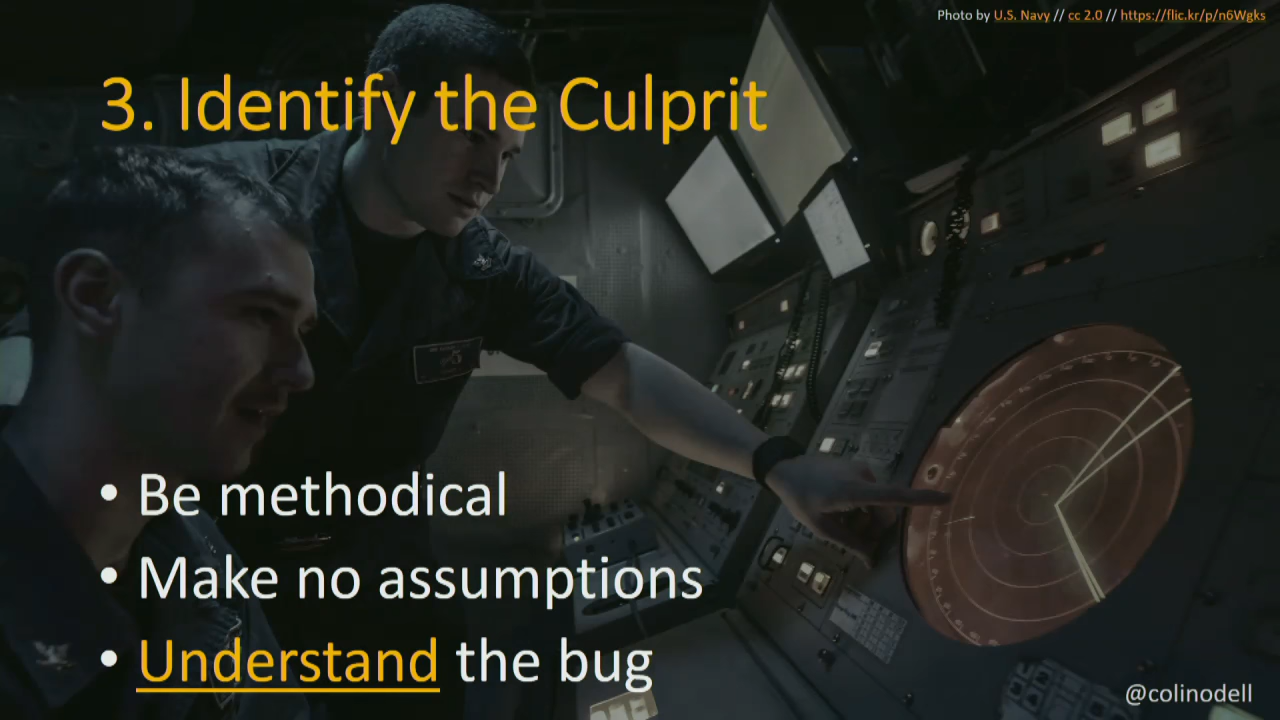 Photo by U.S. Navy // cc 2.0 // https://flic.kr/p/n6Wgks
3. Identify the Culprit
• Be methodical
• Make no assumptions
• Understand the bug
@colinodell